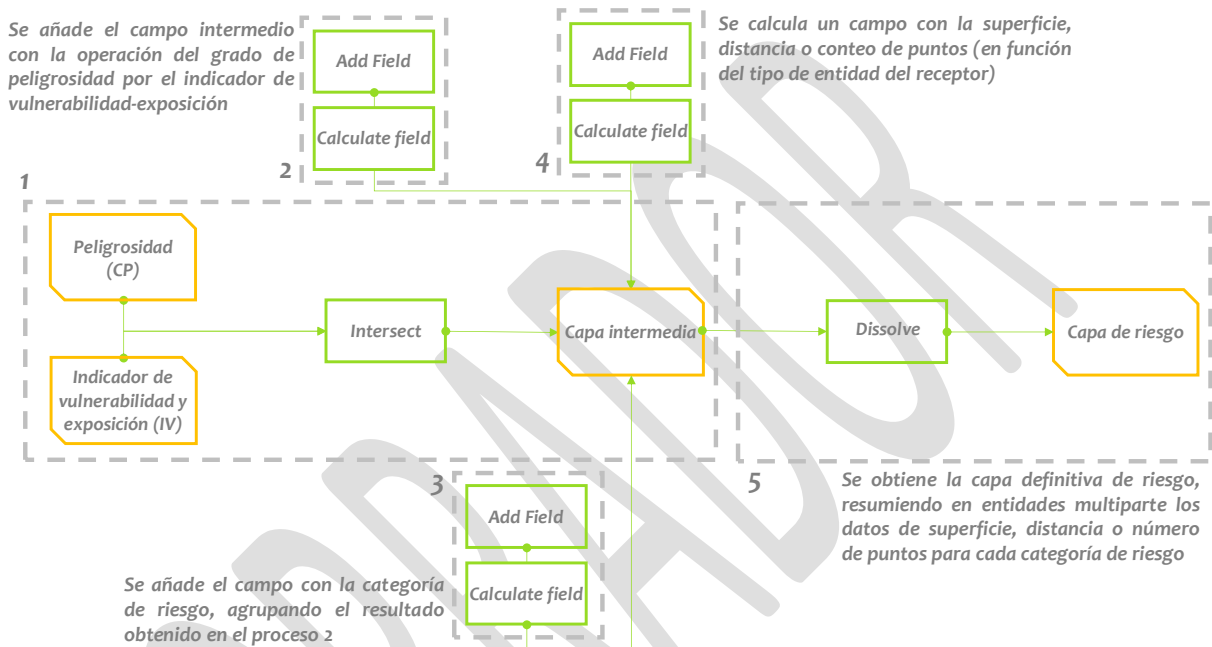 Se añade el campo intermedio
con la operación del grado de
peligrosidad por el indicador de
vulnerabilidad-exposición
Add Field
Calculate field
2
Add Field
Calculate field
4
Se calcula un campo con la superficie,
distancia o conteo de puntos (en función
del tipo de entidad del receptor)
1
Peligrosidad
(CP)
Indicador de
vulnerabilidad y
exposición (IV)
Intersect
Capa intermedia
Dissolve
Capa de riesgo
3
Add Field
Calculate field
Se añade el campo con la categoría
de riesgo, agrupando el resultado
obtenido en el proceso 2
5
Se obtiene la capa definitiva de riesgo,
resumiendo en entidades multiparte los
datos de superficie, distancia o número
de puntos para cada categoría de riesgo